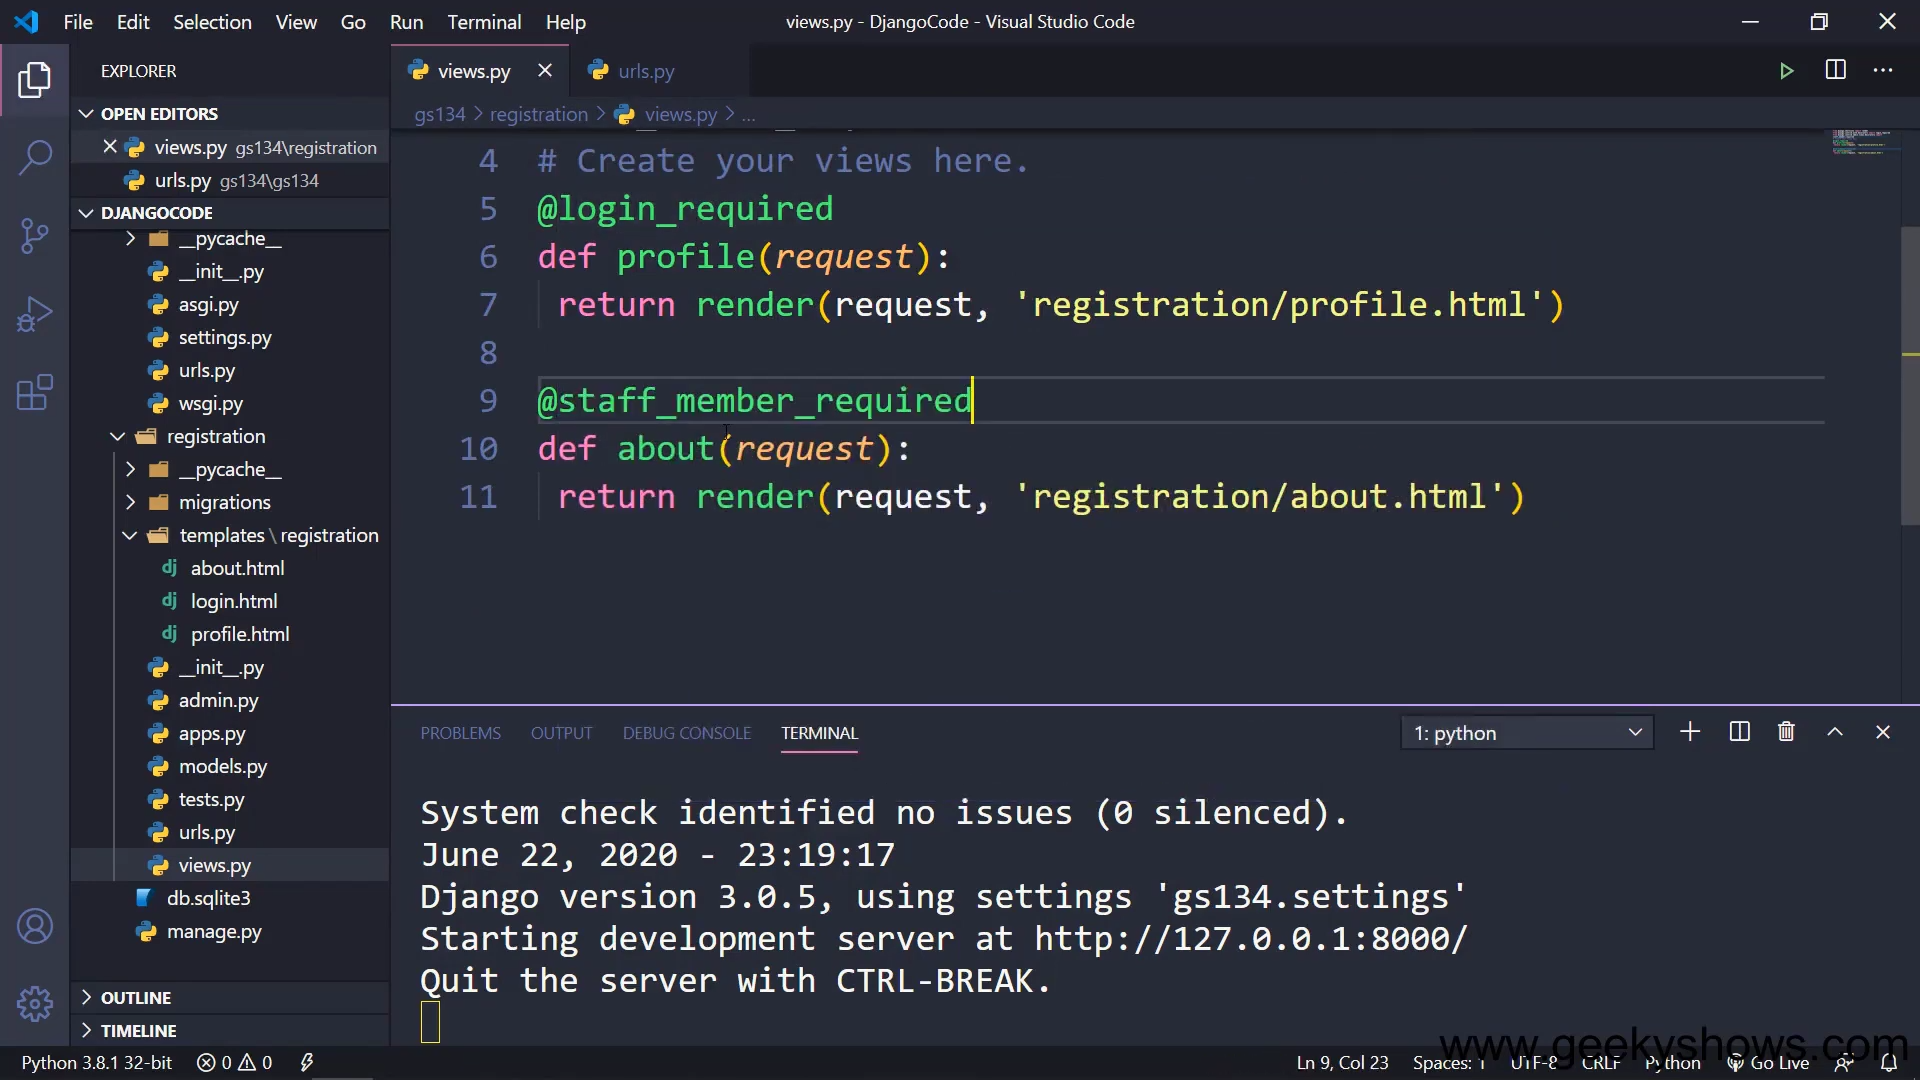 File Edit Selection View Go Run Terminal Help
views.py - DjangoCode - Visual Studio Code
EXPLORER
OPEN EDITORS
views.py gs134\registration
urls.py gs134\gs134
DJANGOCODE
__pycache__
__init__.py
asgi.py
settings.py
urls.py
wsgi.py
registration
__pycache__
migrations
templates\registration
about.html
login.html
profile.html
__init__.py
admin.py
apps.py
models.py
tests.py
urls.py
views.py
db.sqlite3
manage.py
OUTLINE
TIMELINE
views.py urls.py
gs134 > registration > views.py > ...
4 # Create your views here.
5 @login_required
6 def profile(request):
7 return render(request, 'registration/profile.html')
8
9 @staff_member_required
10 def about(request):
11 return render(request, 'registration/about.html')
PROBLEMS OUTPUT DEBUG CONSOLE TERMINAL
1: python
System check identified no issues (0 silenced).
June 22, 2020 - 23:19:17
Django version 3.0.5, using settings 'gs134.settings'
Starting development server at http://127.0.0.1:8000/
Quit the server with CTRL-BREAK.
www.geekyshows.com
Python 3.8.1 32-bit 0 0 Ln 9, Col 23 Spaces: 1 UTF-8 CRLF Python Go Live